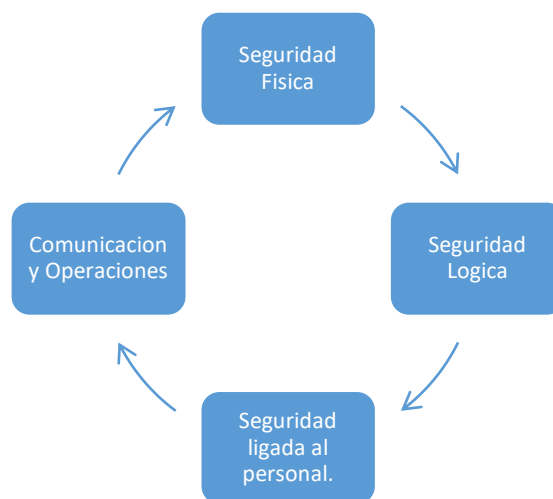 Seguridad
Fisica
Seguridad
Logica
Seguridad
ligada al
personal.
Comunicacion
y Operaciones